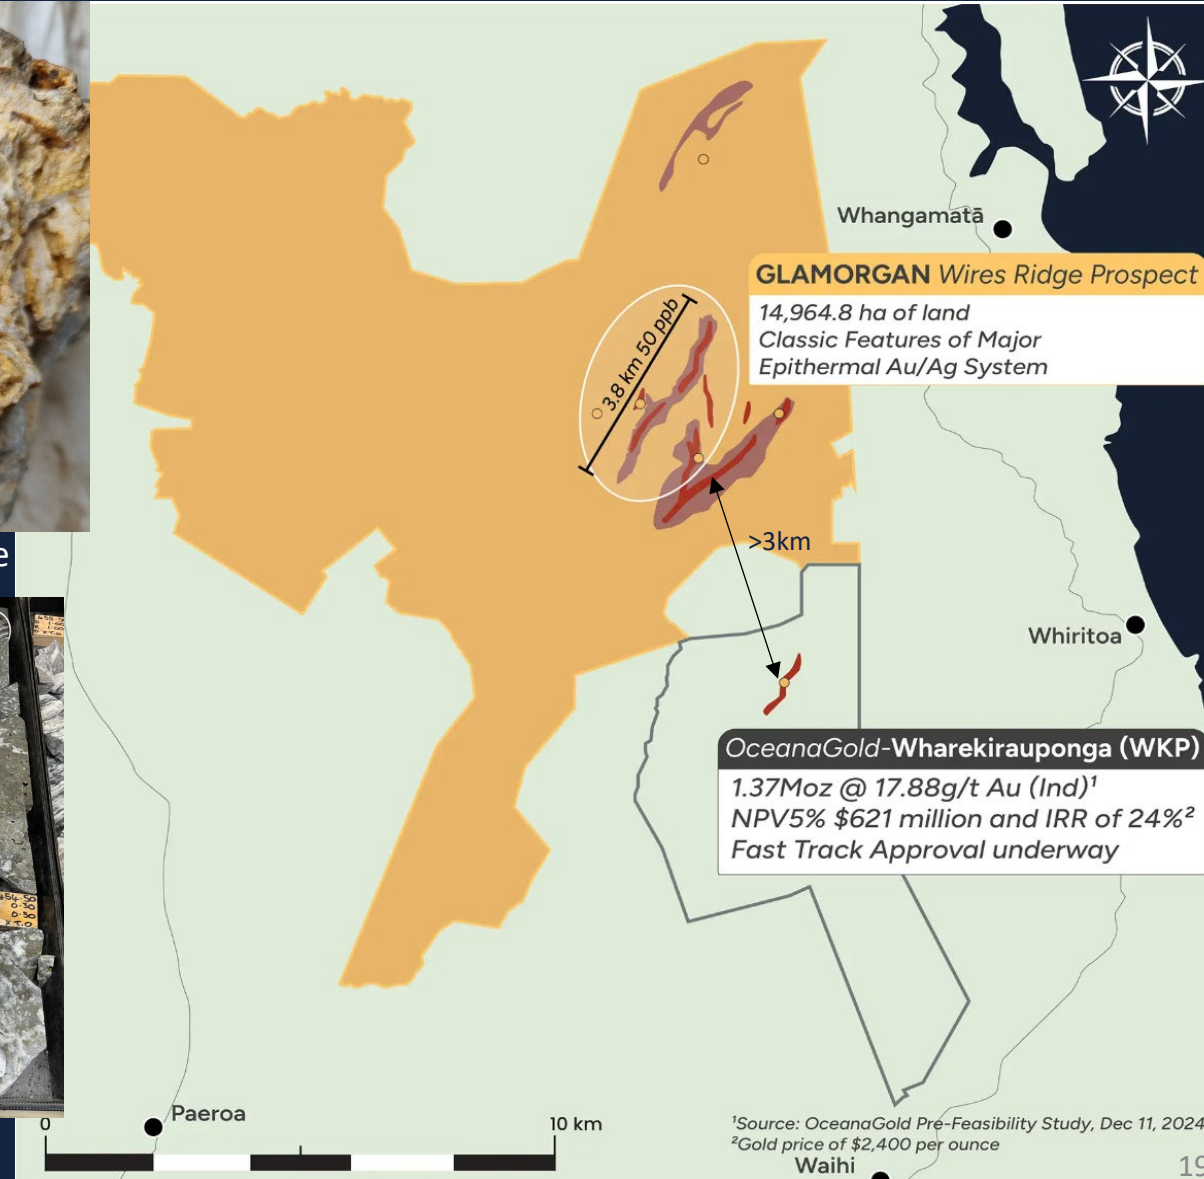 Whangamatā
GLAMORGAN Wires Ridge Prospect
14,964.8 ha of land
Classic Features of Major
Epithermal Au/Ag System
3.8 km 50 ppb
>3km
e
Whiritoa
OceanaGold-Wharekirauponga (WKP)
1.37Moz @ 17.88g/t Au (Ind)¹
NPV5% $621 million and IRR of 24%²
Fast Track Approval underway
Paeroa
0
10 km
¹Source: OceanaGold Pre-Feasibility Study, Dec 11, 2024
²Gold price of $2,400 per ounce
Waihi
19